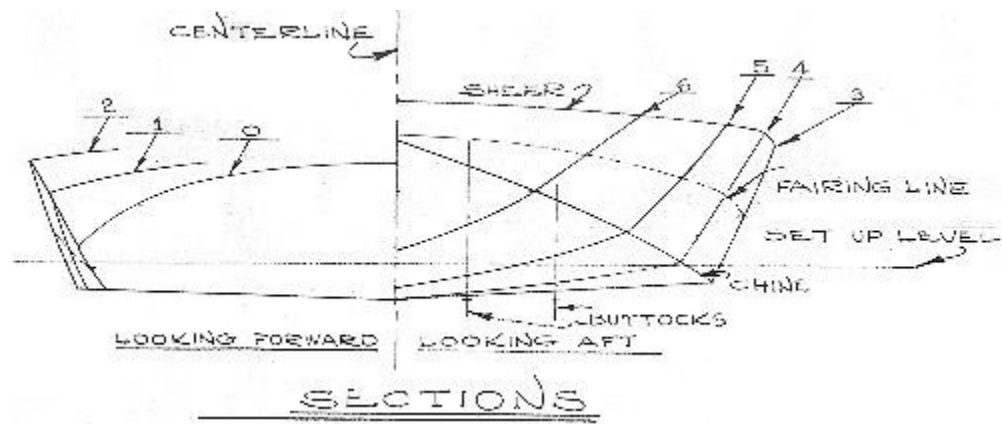 CENTERLINE
SHEER
6
5
4
3
2
1
0
FAIRING LINE
SET UP LEVEL
CHINE
BUTTOCKS
LOOKING FORWARD
LOOKING AFT
SECTIONS